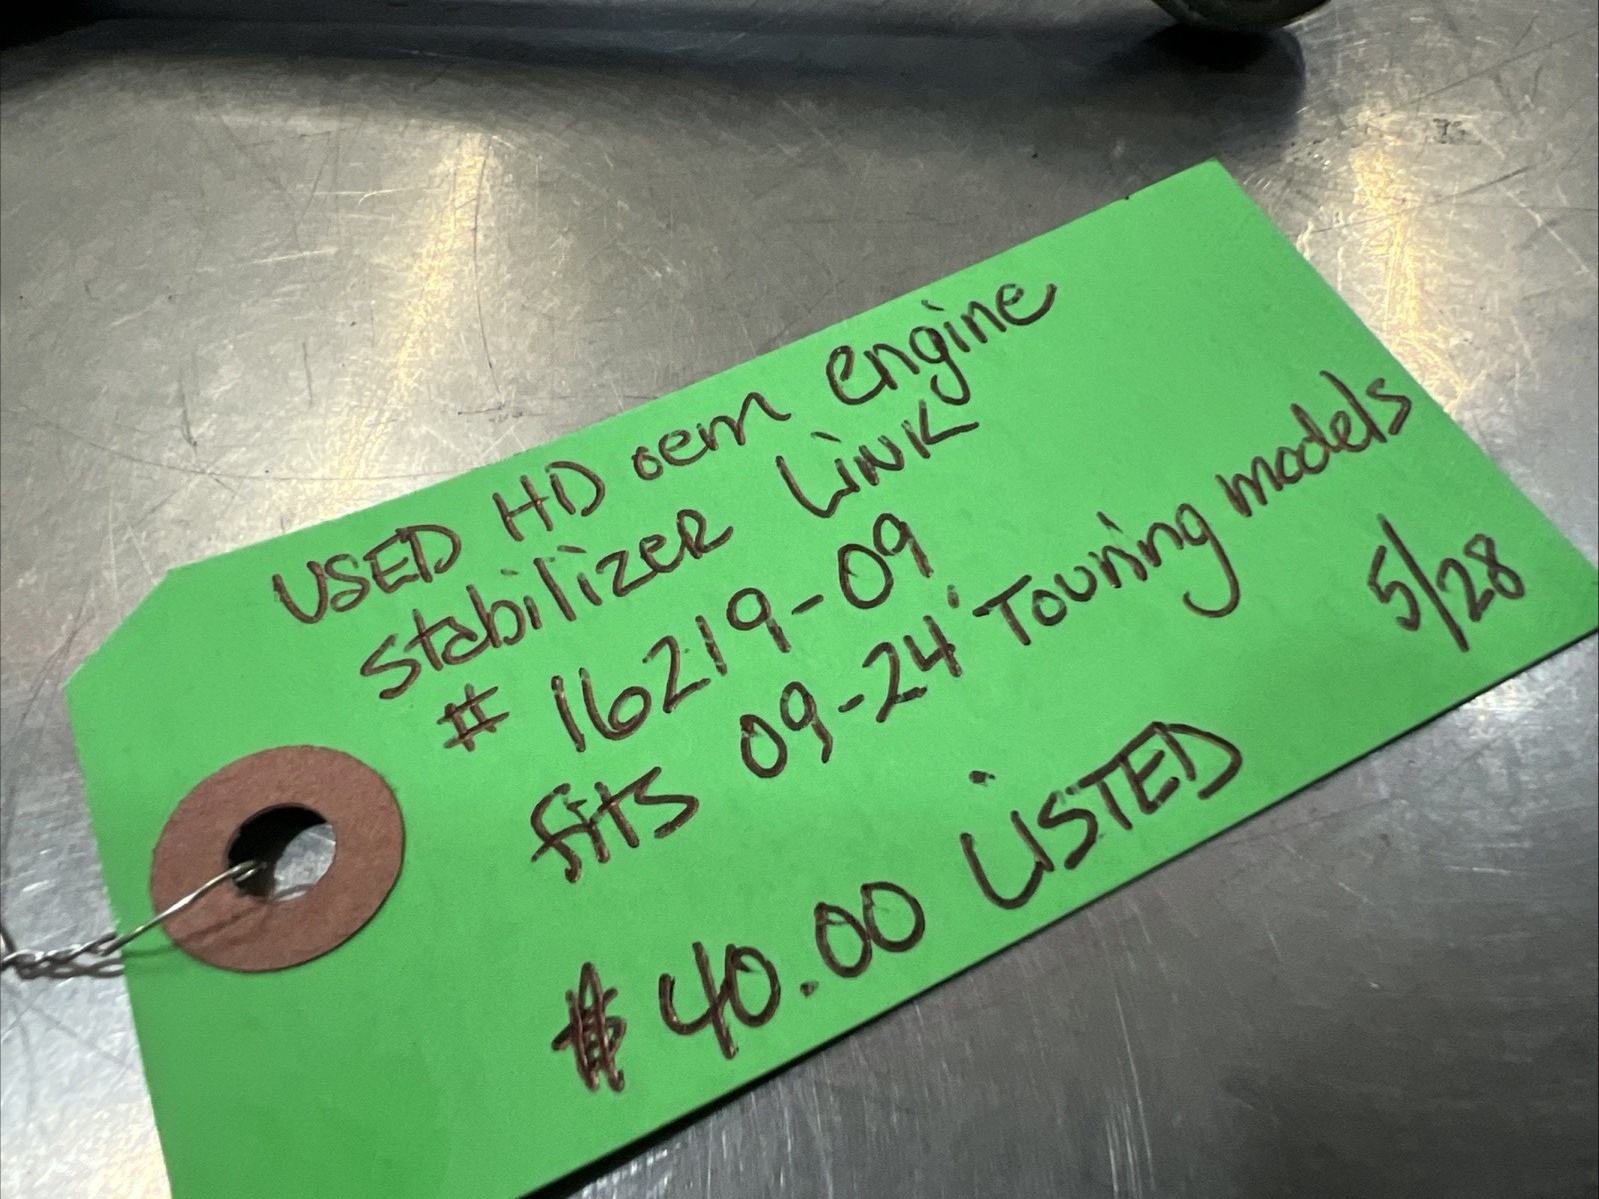 USED HD oem engine
stabilizer LiNK
# 16219-09
fits 09-24' Touring models
$40.00 LiSTED 5/28